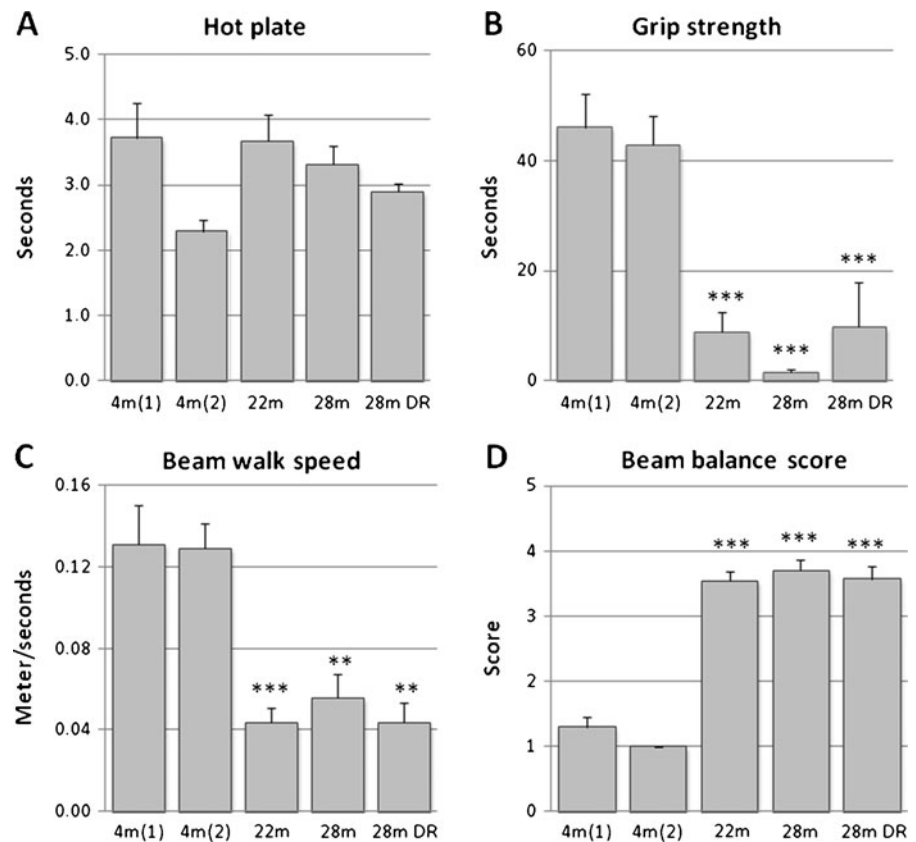 A Hot plate
Seconds
5.0
4.0
3.0
2.0
1.0
0.0
4m(1) 4m(2) 22m 28m 28m DR
B Grip strength
Seconds
60
40
20
0
*** *** ***
4m(1) 4m(2) 22m 28m 28m DR
C Beam walk speed
Meter/seconds
0.16
0.12
0.08
0.04
0.00
*** ** **
4m(1) 4m(2) 22m 28m 28m DR
D Beam balance score
Score
5
4
3
2
1
0
*** *** ***
4m(1) 4m(2) 22m 28m 28m DR